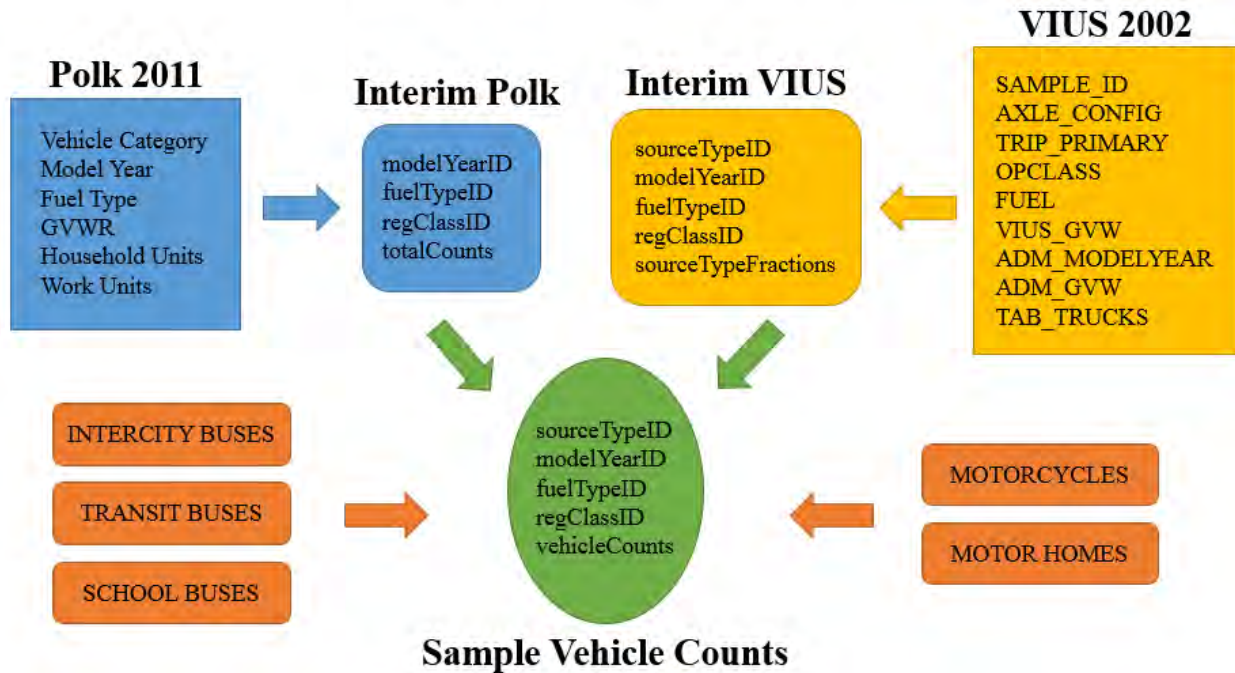 Polk 2011
Vehicle Category
Model Year
Fuel Type
GVWR
Household Units
Work Units
Interim Polk
modelYearID
fuelTypeID
regClassID
totalCounts
Interim VIUS
sourceTypeID
modelYearID
fuelTypeID
regClassID
sourceTypeFractions
VIUS 2002
SAMPLE_ID
AXLE_CONFIG
TRIP_PRIMARY
OPCLASS
FUEL
VIUS_GVW
ADM_MODELYEAR
ADM_GVW
TAB_TRUCKS
INTERCITY BUSES
TRANSIT BUSES
SCHOOL BUSES
sourceTypeID
modelYearID
fuelTypeID
regClassID
vehicleCounts
MOTORCYCLES
MOTOR HOMES
Sample Vehicle Counts